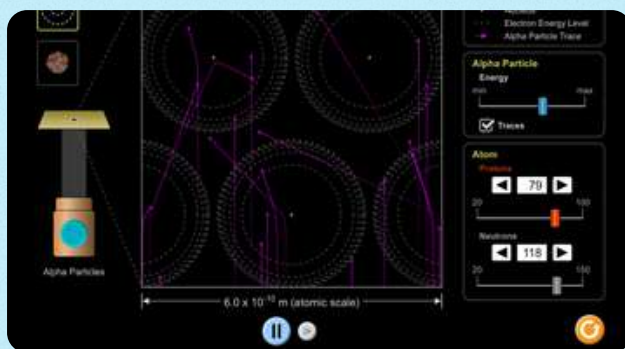 Electron Energy Level
Alpha Particle Trace
Alpha Particle
Energy
min max
Traces
Atom
Protons
79
20 100
Neutrons
118
20 150
Alpha Particles
6.0 x 10⁻¹⁰ m (atomic scale)